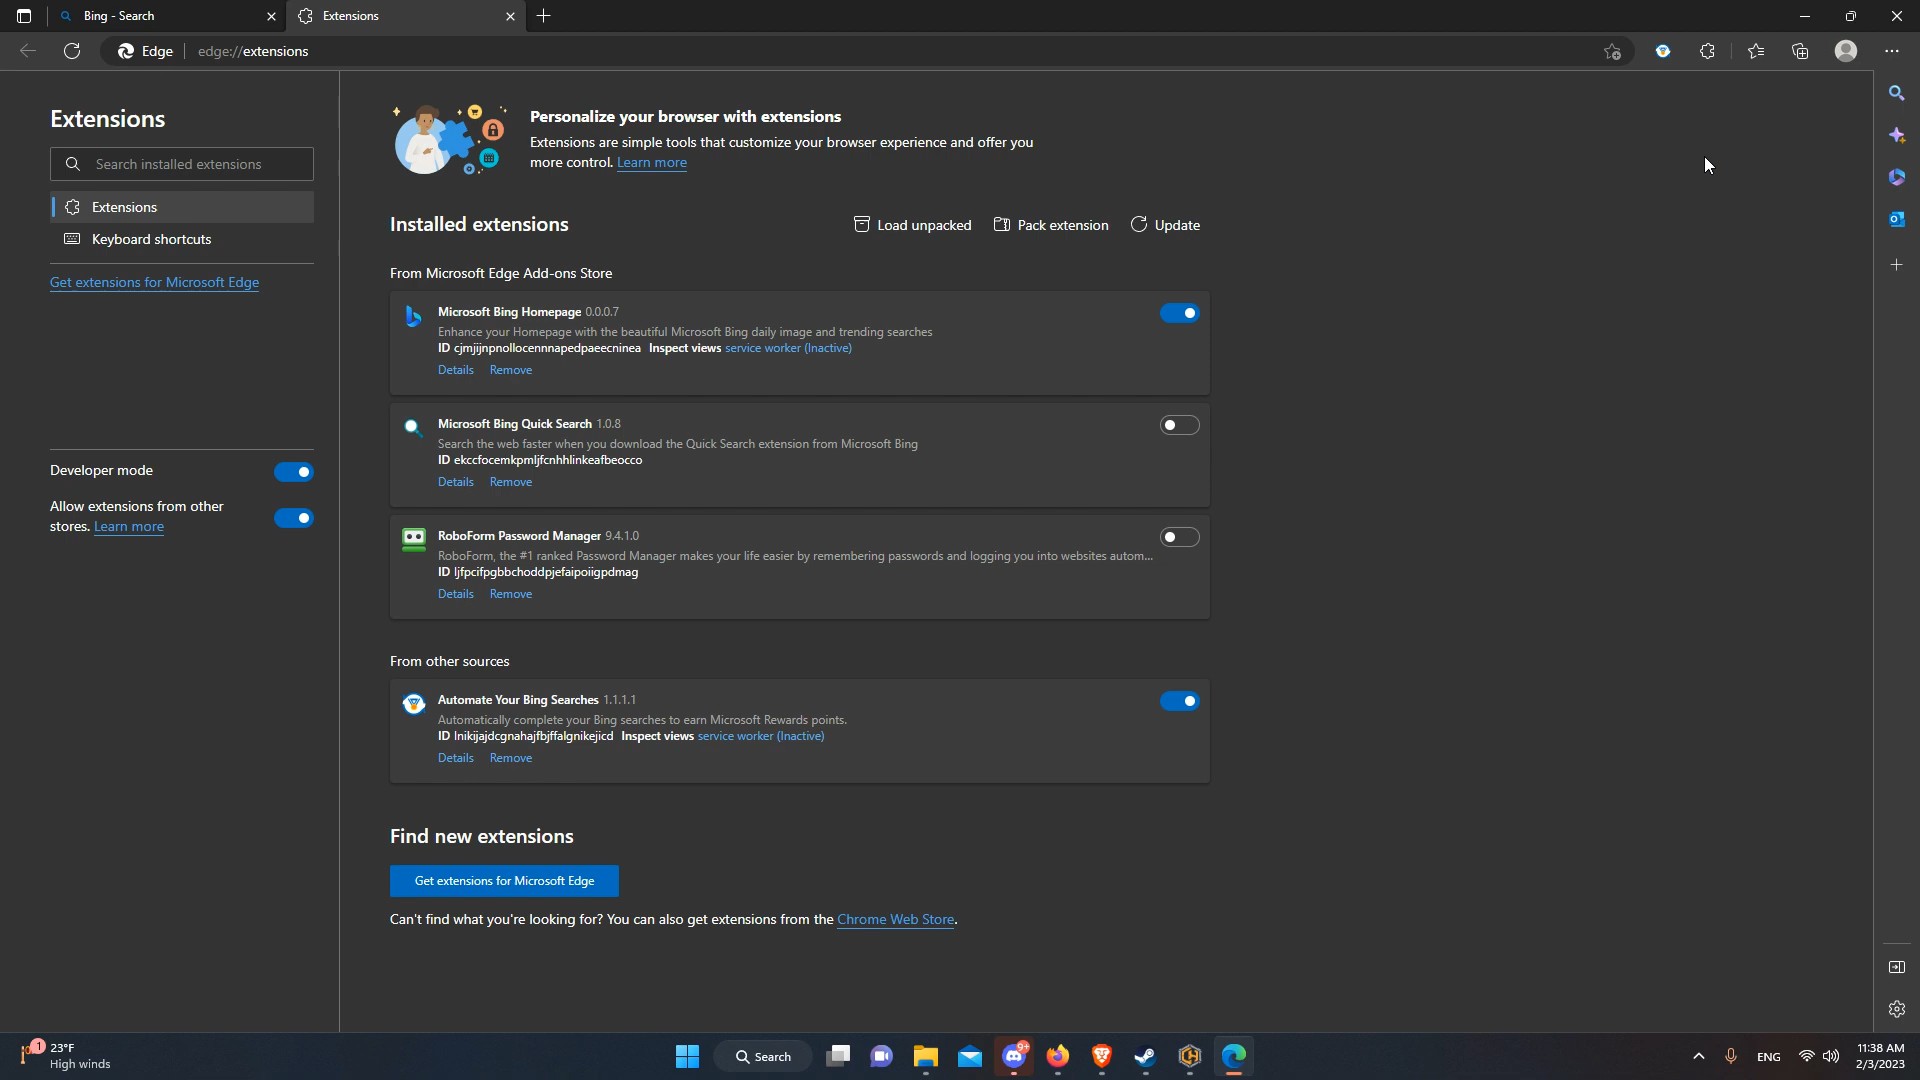 Bing - Search
Extensions
Edge
edge://extensions
Extensions
Search installed extensions
Extensions
Keyboard shortcuts
Get extensions for Microsoft Edge
Developer mode
Allow extensions from other
stores. Learn more
Personalize your browser with extensions
Extensions are simple tools that customize your browser experience and offer you
more control. Learn more
Installed extensions
Load unpacked
Pack extension
Update
From Microsoft Edge Add-ons Store
Microsoft Bing Homepage 0.0.0.7
Enhance your Homepage with the beautiful Microsoft Bing daily image and trending searches
ID cjmjijnpnollocennnapedpaeecninea Inspect views service worker (Inactive)
Details Remove
Microsoft Bing Quick Search 1.0.8
Search the web faster when you download the Quick Search extension from Microsoft Bing
ID ekccfocemkpmljfcnhhlinkeafbeocco
Details Remove
RoboForm Password Manager 9.4.1.0
RoboForm, the #1 ranked Password Manager makes your life easier by remembering passwords and logging you into websites autom...
ID ljfpcifpgbbchoddpjefaipoiigpdmag
Details Remove
From other sources
Automate Your Bing Searches 1.1.1.1
Automatically complete your Bing searches to earn Microsoft Rewards points.
ID lnikijajdcgnahajfbjffalgnikejicd Inspect views service worker (Inactive)
Details Remove
Find new extensions
Get extensions for Microsoft Edge
Can't find what you're looking for? You can also get extensions from the Chrome Web Store.
1
23°F
High winds
Search
9+
ENG
11:38 AM
2/3/2023